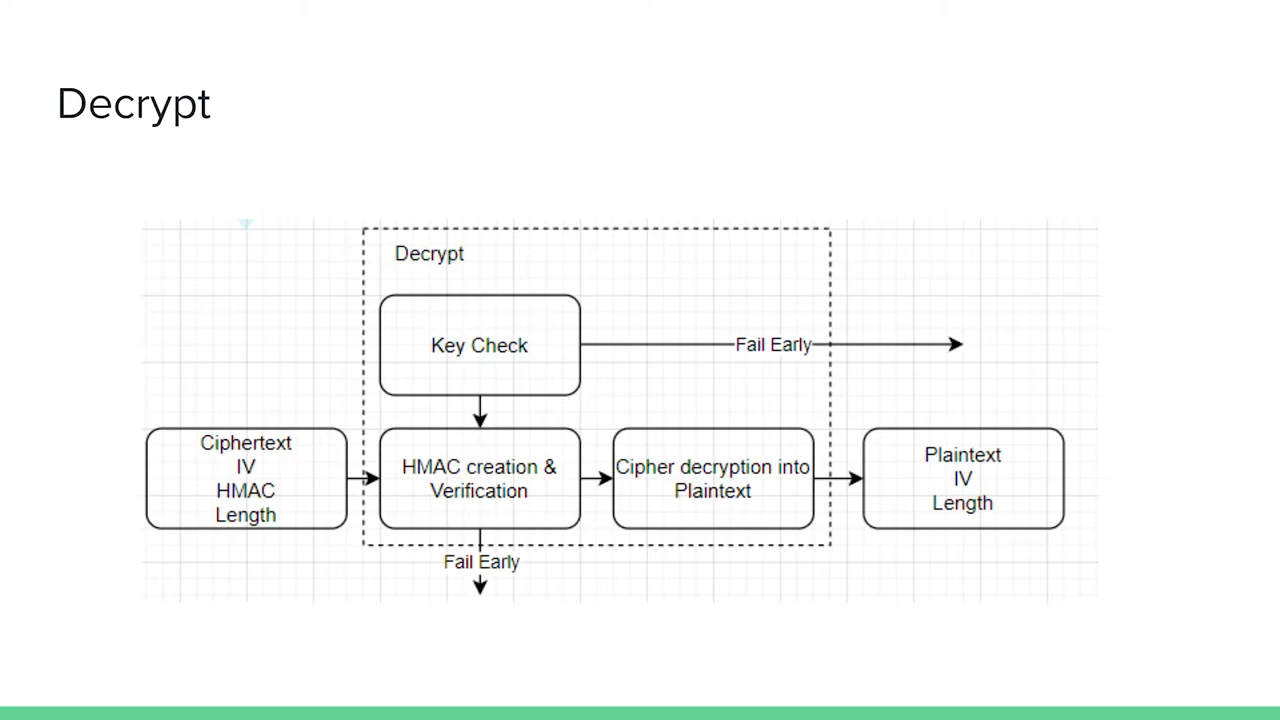 Decrypt
Decrypt
Key Check
Fail Early
Ciphertext
IV
HMAC
Length
HMAC creation &
Verification
Cipher decryption into
Plaintext
Plaintext
IV
Length
Fail Early